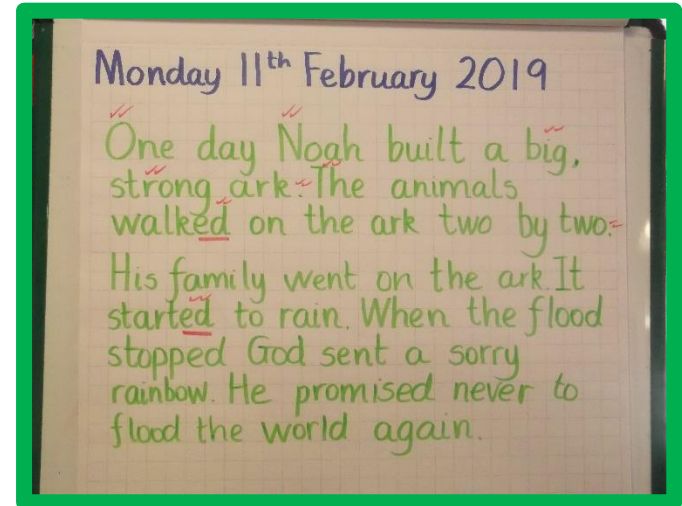 Monday 11th February 2019
One day Noah built a big,
strong ark. The animals
walked on the ark two by two.
His family went on the ark. It
started to rain. When the flood
stopped God sent a sorry
rainbow. He promised never to
flood the world again.